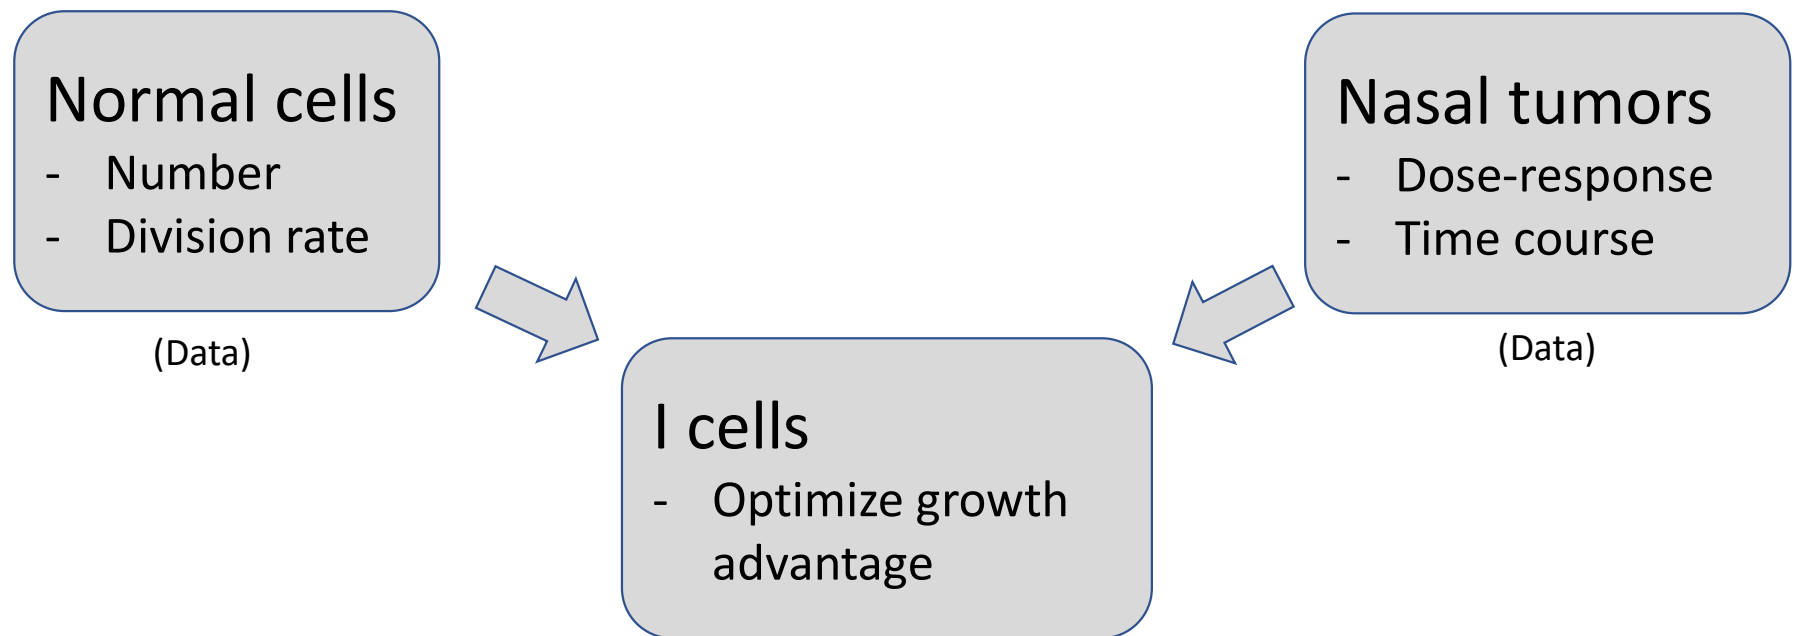 Normal cells
- Number
- Division rate
(Data)
Nasal tumors
- Dose-response
- Time course
(Data)
I cells
- Optimize growth
advantage